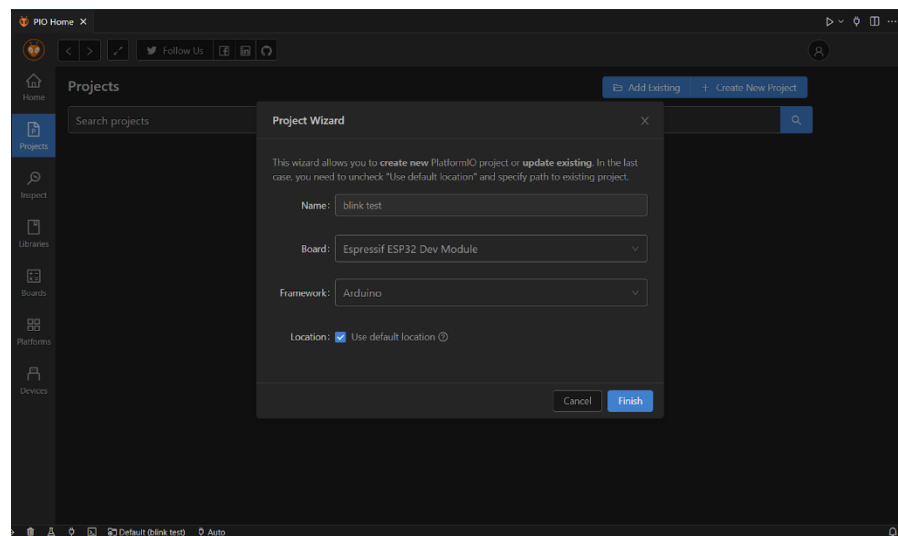 PIO Home
Follow Us
Home
Projects
Inspect
Libraries
Boards
Platforms
Devices
Projects
Add Existing
+ Create New Project
Search projects
Project Wizard
This wizard allows you to create new PlatformIO project or update existing. In the last
case, you need to uncheck "Use default location" and specify path to existing project.
Name: blink test
Board: Espressif ESP32 Dev Module
Framework: Arduino
Location: Use default location
Cancel
Finish
Default (blink test)
Auto